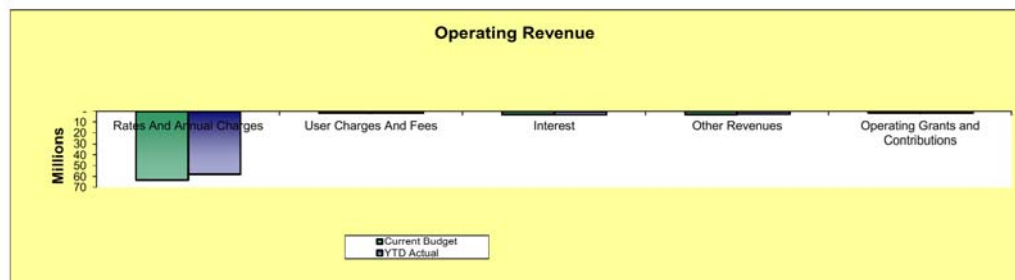 Operating Revenue
Millions
-
10
20
30
40
50
60
70
Rates And Annual Charges
User Charges And Fees
Interest
Other Revenues
Operating Grants and
Contributions
Current Budget
YTD Actual